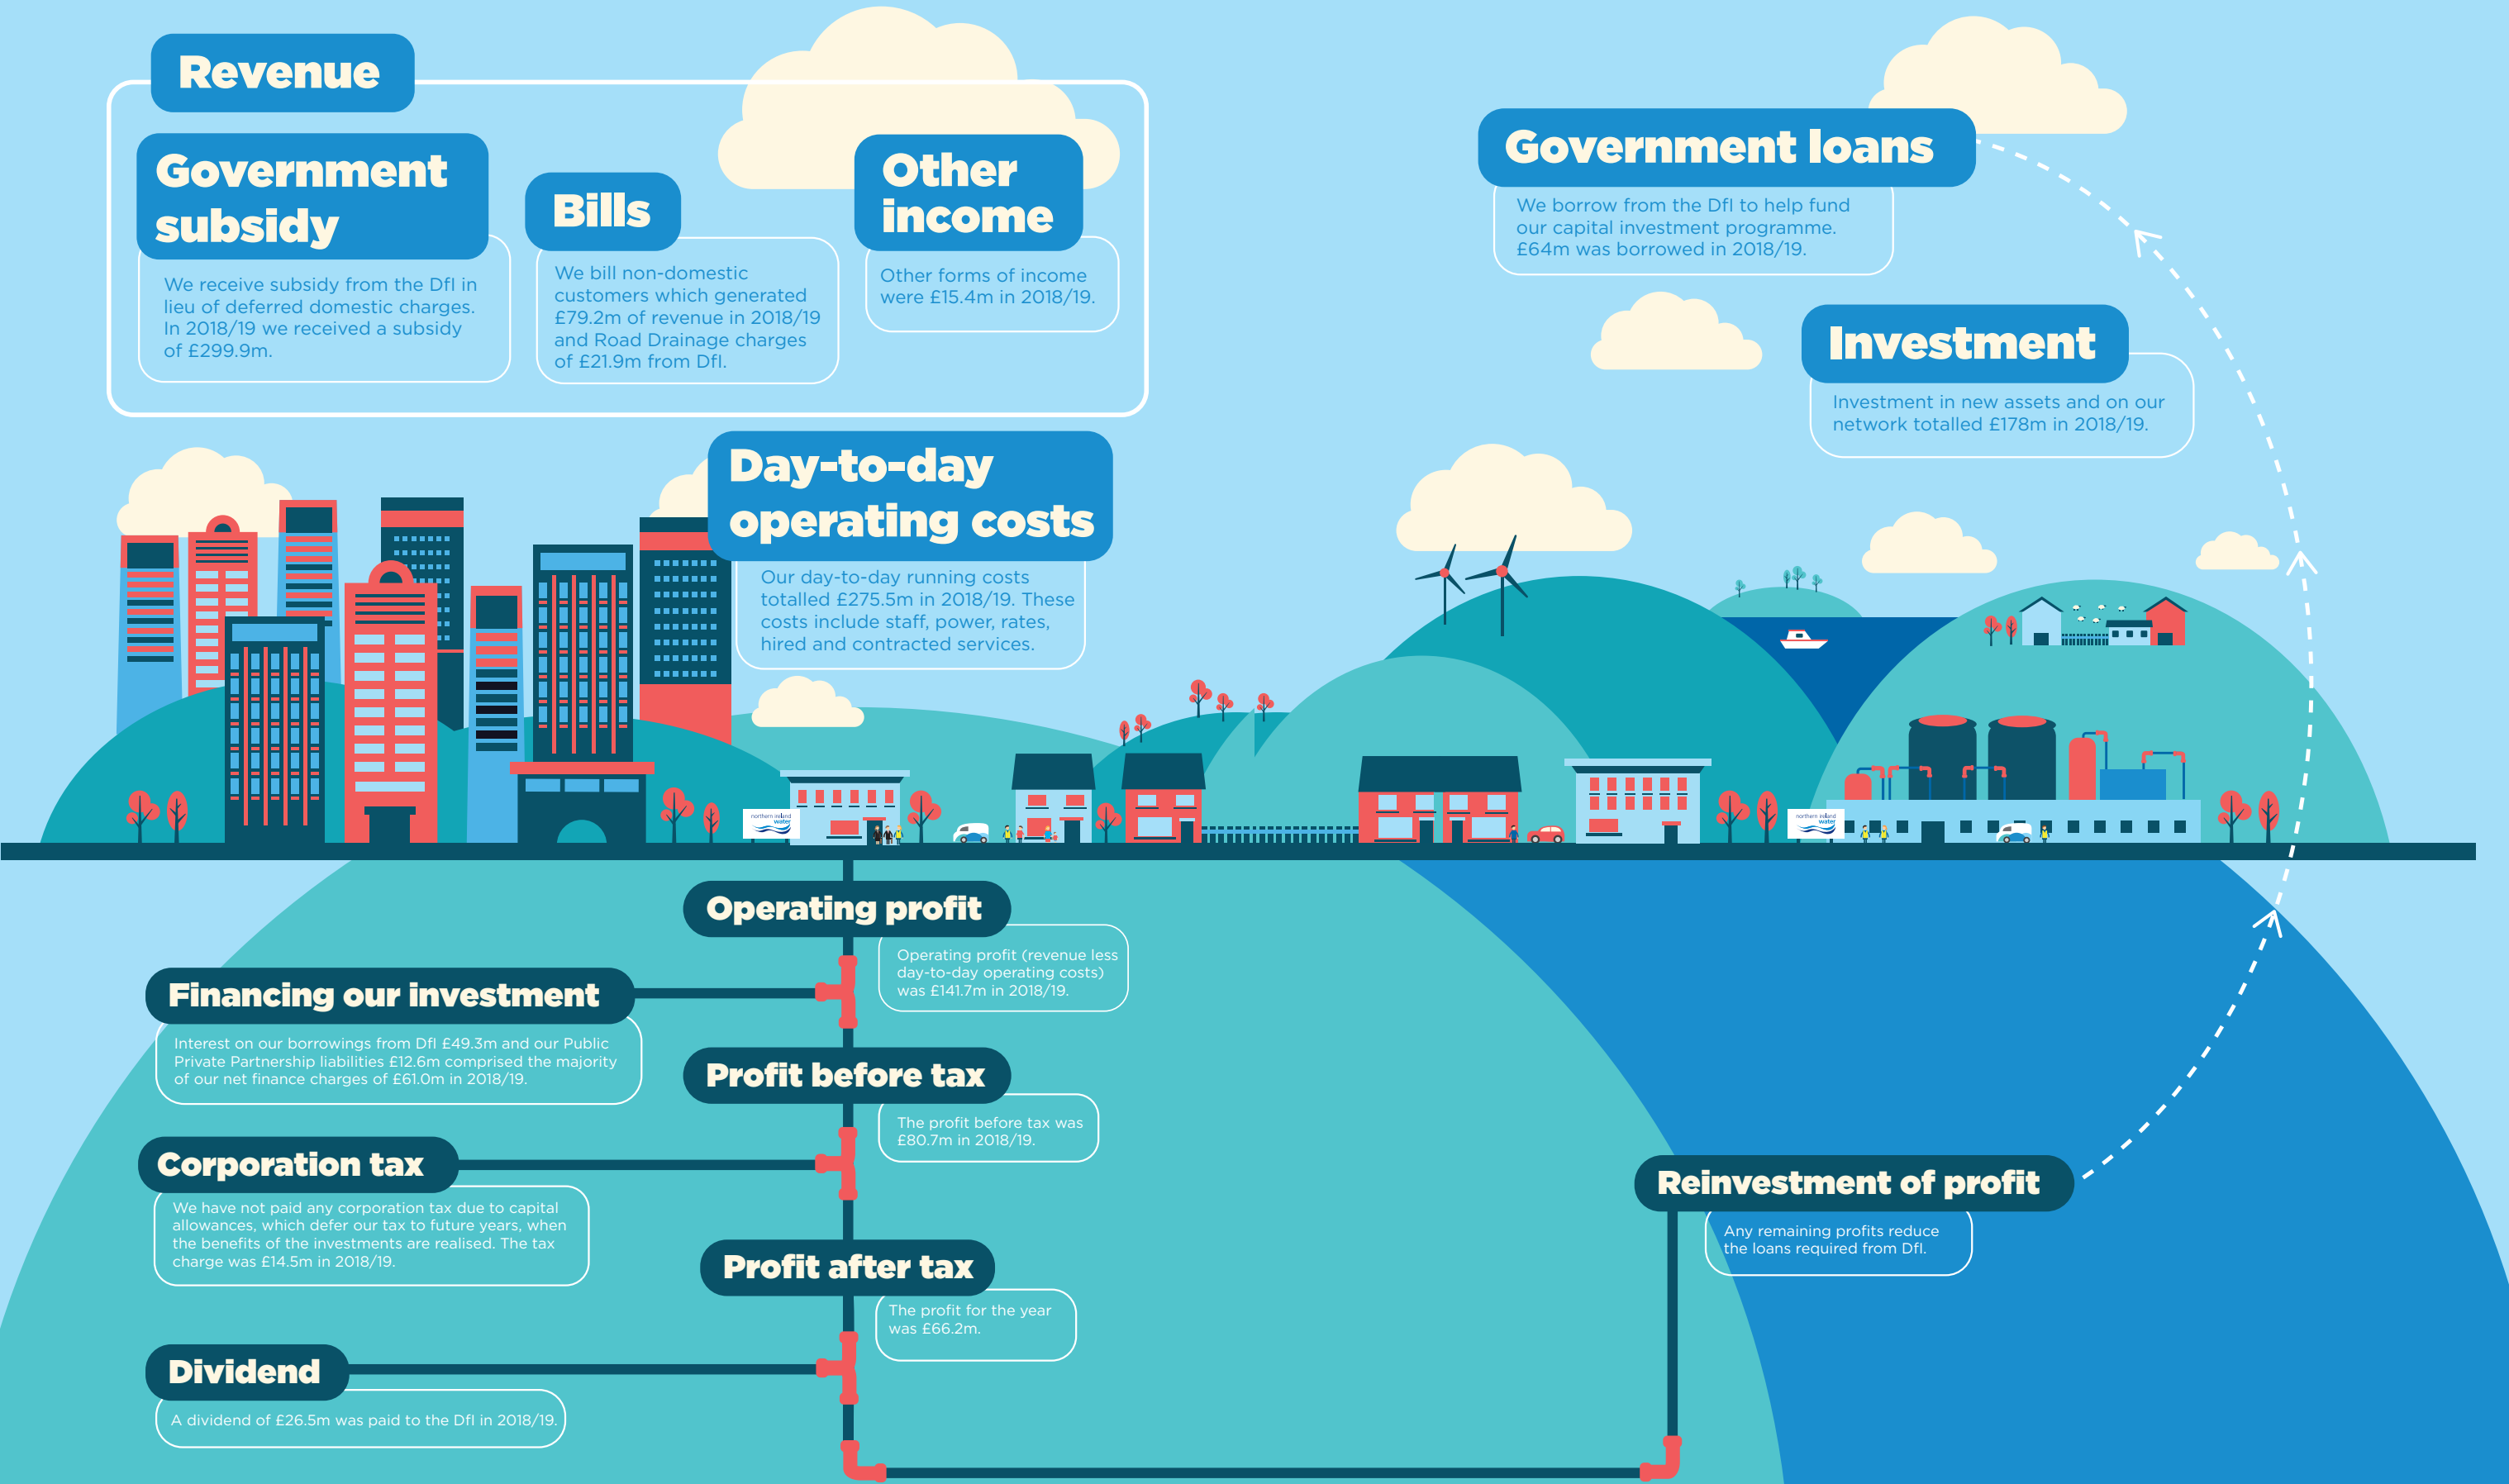 Revenue
Government
subsidy
We receive subsidy from the DfI in
lieu of deferred domestic charges.
In 2018/19 we received a subsidy
of £299.9m.
Bills
We bill non-domestic
customers which generated
£79.2m of revenue in 2018/19
and Road Drainage charges
of £21.9m from DfI.
Other
income
Other forms of income
were £15.4m in 2018/19.
Government loans
We borrow from the DfI to help fund
our capital investment programme.
£64m was borrowed in 2018/19.
Investment
Investment in new assets and on our
network totalled £178m in 2018/19.
Day-to-day
operating costs
Our day-to-day running costs
totalled £275.5m in 2018/19. These
costs include staff, power, rates,
hired and contracted services.
northern ireland
water
northern ireland
water
Operating profit
Operating profit (revenue less
day-to-day operating costs)
was £141.7m in 2018/19.
Financing our investment
Interest on our borrowings from DfI £49.3m and our Public
Private Partnership liabilities £12.6m comprised the majority
of our net finance charges of £61.0m in 2018/19.
Profit before tax
The profit before tax was
£80.7m in 2018/19.
Corporation tax
We have not paid any corporation tax due to capital
allowances, which defer our tax to future years, when
the benefits of the investments are realised. The tax
charge was £14.5m in 2018/19.
Profit after tax
The profit for the year
was £66.2m.
Dividend
A dividend of £26.5m was paid to the DfI in 2018/19.
Reinvestment of profit
Any remaining profits reduce
the loans required from DfI.